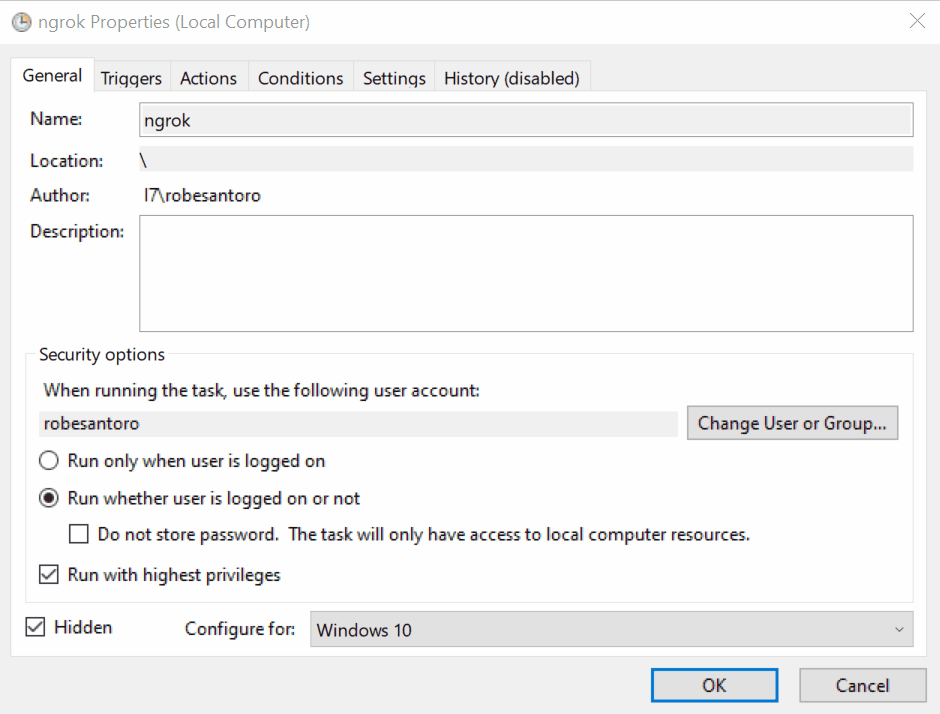 ngrok Properties (Local Computer)
General Triggers Actions Conditions Settings History (disabled)
Name: ngrok
Location: \
Author: I7\robesantoro
Description:
Security options
When running the task, use the following user account:
robesantoro Change User or Group...
Run only when user is logged on
Run whether user is logged on or not
Do not store password. The task will only have access to local computer resources.
Run with highest privileges
Hidden Configure for: Windows 10
OK Cancel